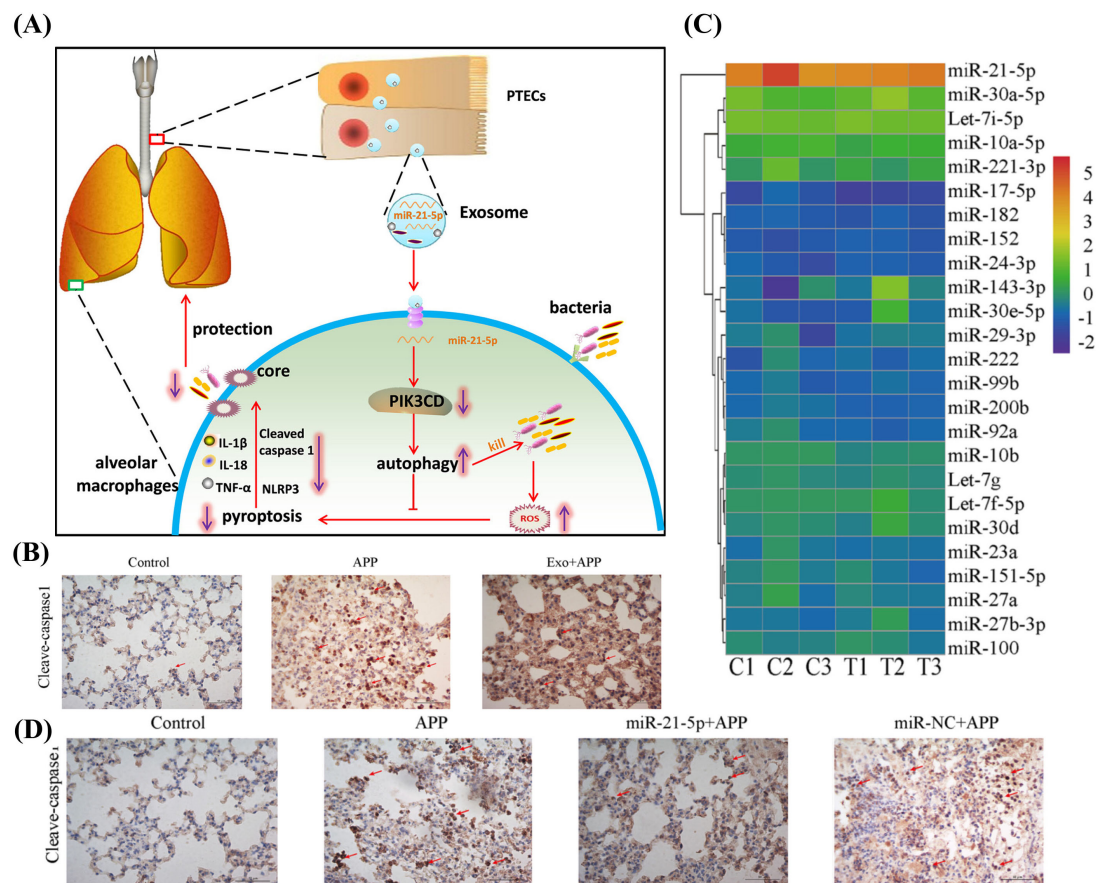 (A)
PTECs
Exosome
miR-21-5p
protection
bacteria
miR-21-5p
core
PIK3CD
kill
IL-1β
Cleaved
caspase 1
IL-18
autophagy
alveolar
macrophages
TNF-α
NLRP3
pyroptosis
ROS
(B)
Control
APP
Exo+APP
Cleave-caspase1
(C)
miR-21-5p
miR-30a-5p
Let-7i-5p
miR-10a-5p
miR-221-3p
miR-17-5p
miR-182
miR-152
miR-24-3p
miR-143-3p
miR-30e-5p
miR-29-3p
miR-222
miR-99b
miR-200b
miR-92a
miR-10b
Let-7g
Let-7f-5p
miR-30d
miR-23a
miR-151-5p
miR-27a
miR-27b-3p
miR-100
C1 C2 C3 T1 T2 T3
5
4
3
2
1
0
-1
-2
(D)
Control
APP
miR-21-5p+APP
miR-NC+APP
Cleave-caspase1